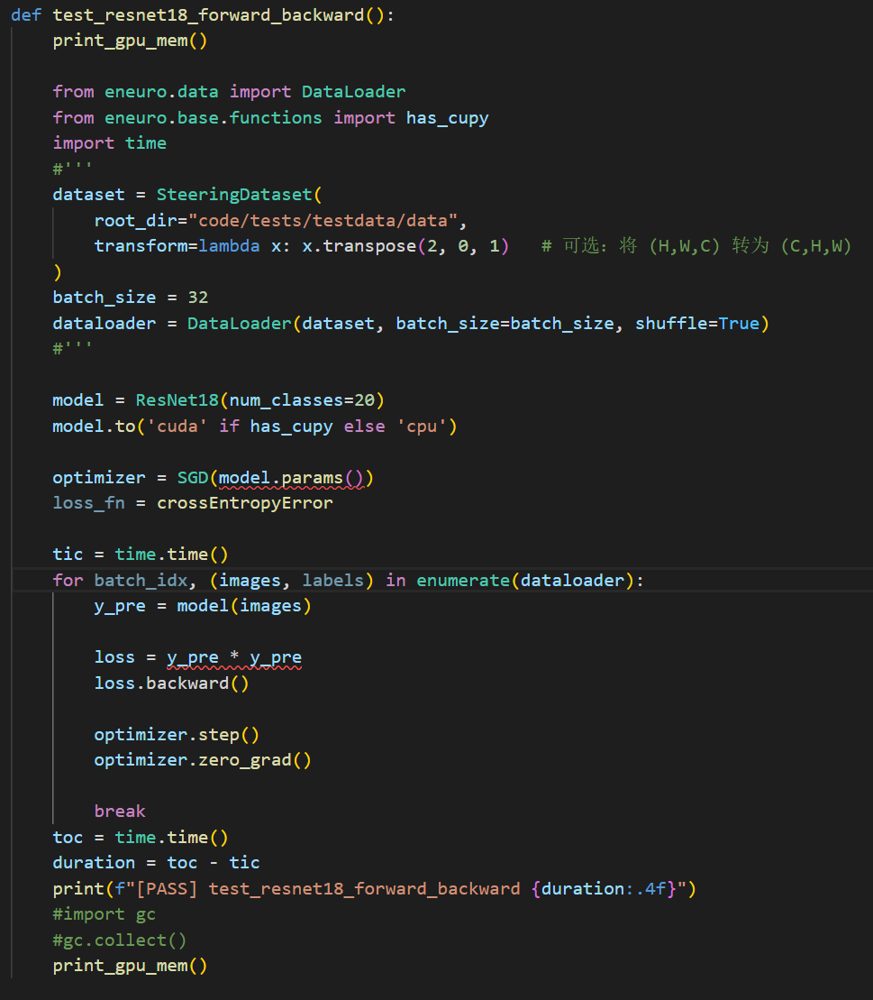 def test_resnet18_forward_backward():
    print_gpu_mem()

    from eneuro.data import DataLoader
    from eneuro.base.functions import has_cupy
    import time
    #'''
    dataset = SteeringDataset(
        root_dir="code/tests/testdata/data",
        transform=lambda x: x.transpose(2, 0, 1)   # 可选：将 (H,W,C) 转为 (C,H,W)
    )
    batch_size = 32
    dataloader = DataLoader(dataset, batch_size=batch_size, shuffle=True)
    #'''

    model = ResNet18(num_classes=20)
    model.to('cuda' if has_cupy else 'cpu')

    optimizer = SGD(model.params())
    loss_fn = crossEntropyError

    tic = time.time()
    for batch_idx, (images, labels) in enumerate(dataloader):
        y_pre = model(images)

        loss = y_pre * y_pre
        loss.backward()

        optimizer.step()
        optimizer.zero_grad()

        break
    toc = time.time()
    duration = toc - tic
    print(f"[PASS] test_resnet18_forward_backward {duration:.4f}")
    #import gc
    #gc.collect()
    print_gpu_mem()